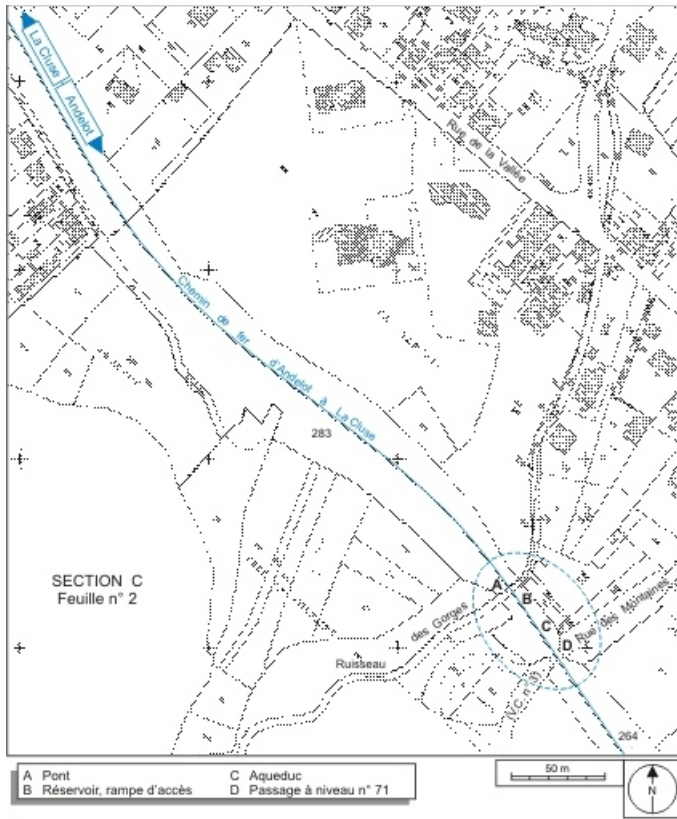 La Cluse
Andelot
Rue de la Vallée
Chemin de fer d'Andelot à La Cluse
283
SECTION C
Feuille n° 2
A
B
C
D
des Gorges
Rue des Montaines
Ruisseau
(V.C. n° 3)
264
A Pont
B Réservoir, rampe d'accès
C Aqueduc
D Passage à niveau n° 71
50 m
N